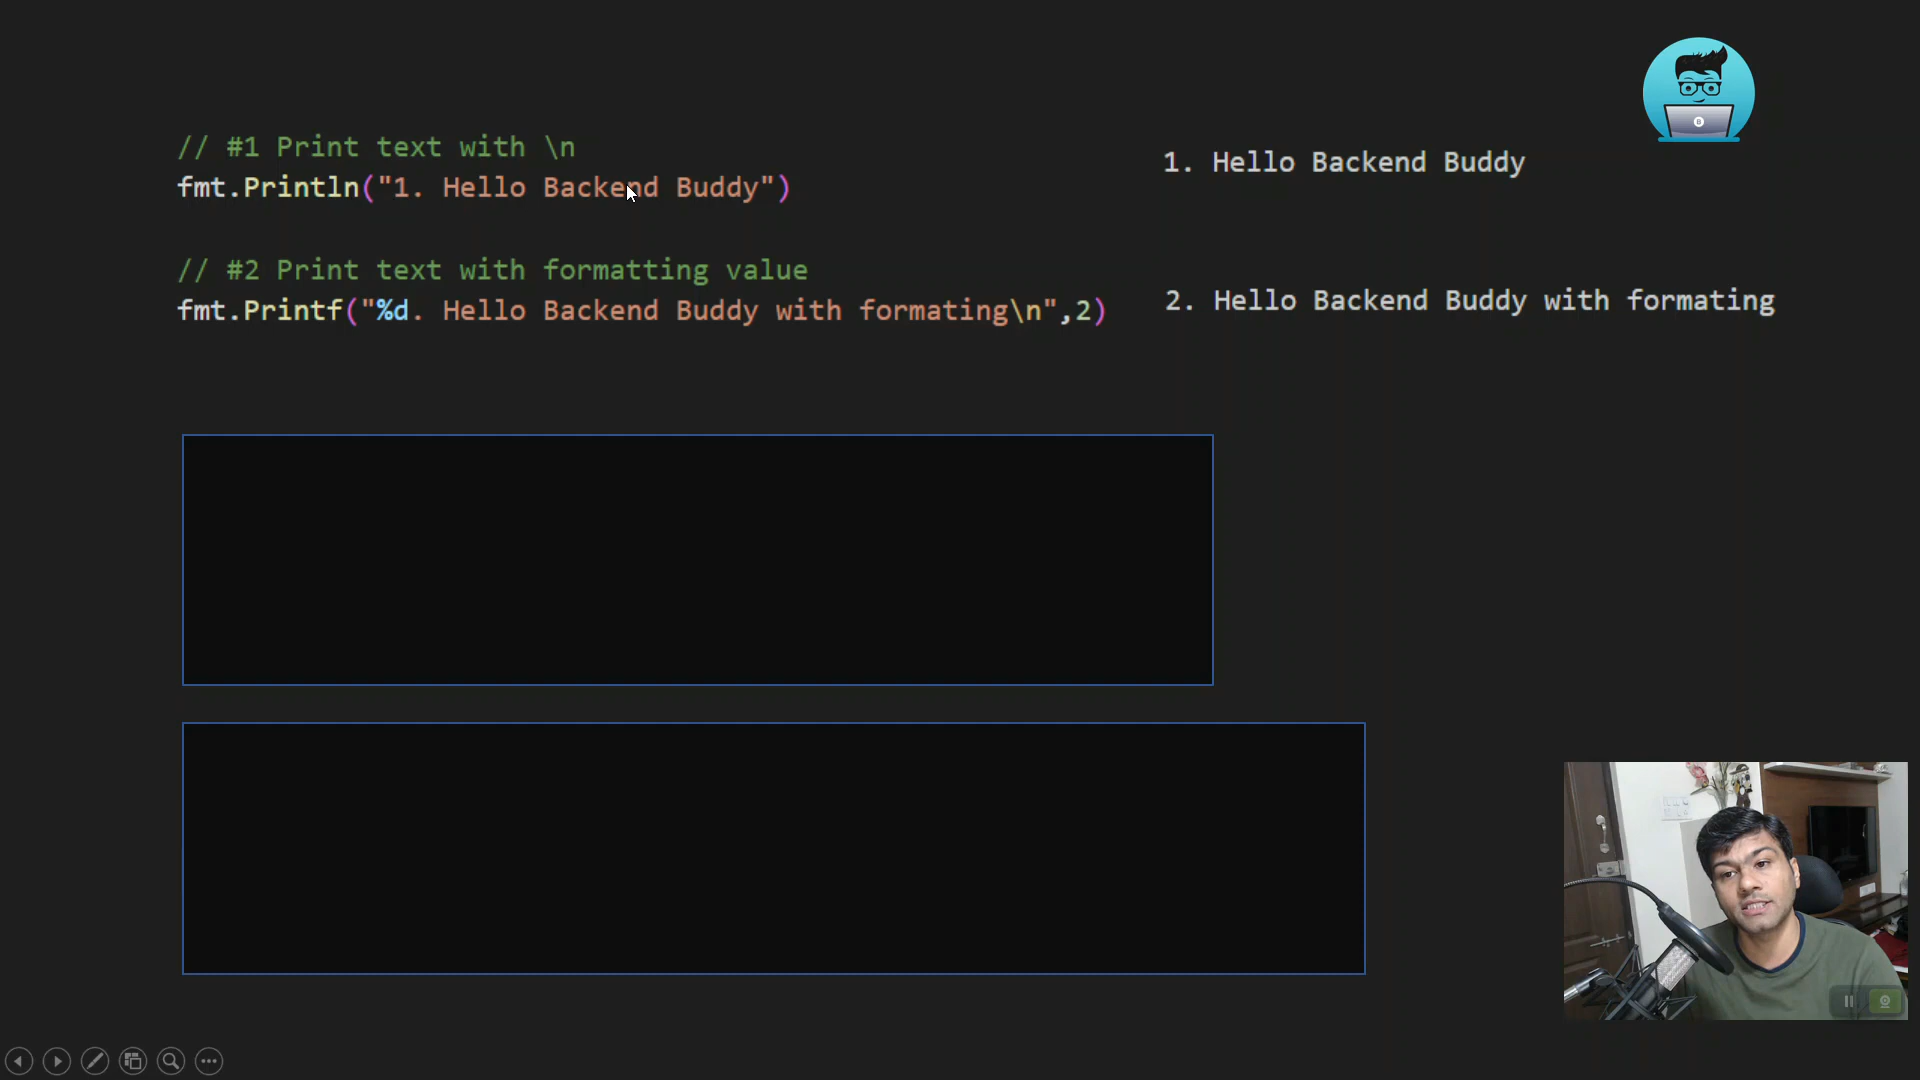 // #1 Print text with \n
fmt.Println("1. Hello Backend Buddy")
1. Hello Backend Buddy
// #2 Print text with formatting value
fmt.Printf("%d. Hello Backend Buddy with formating\n",2)
2. Hello Backend Buddy with formating